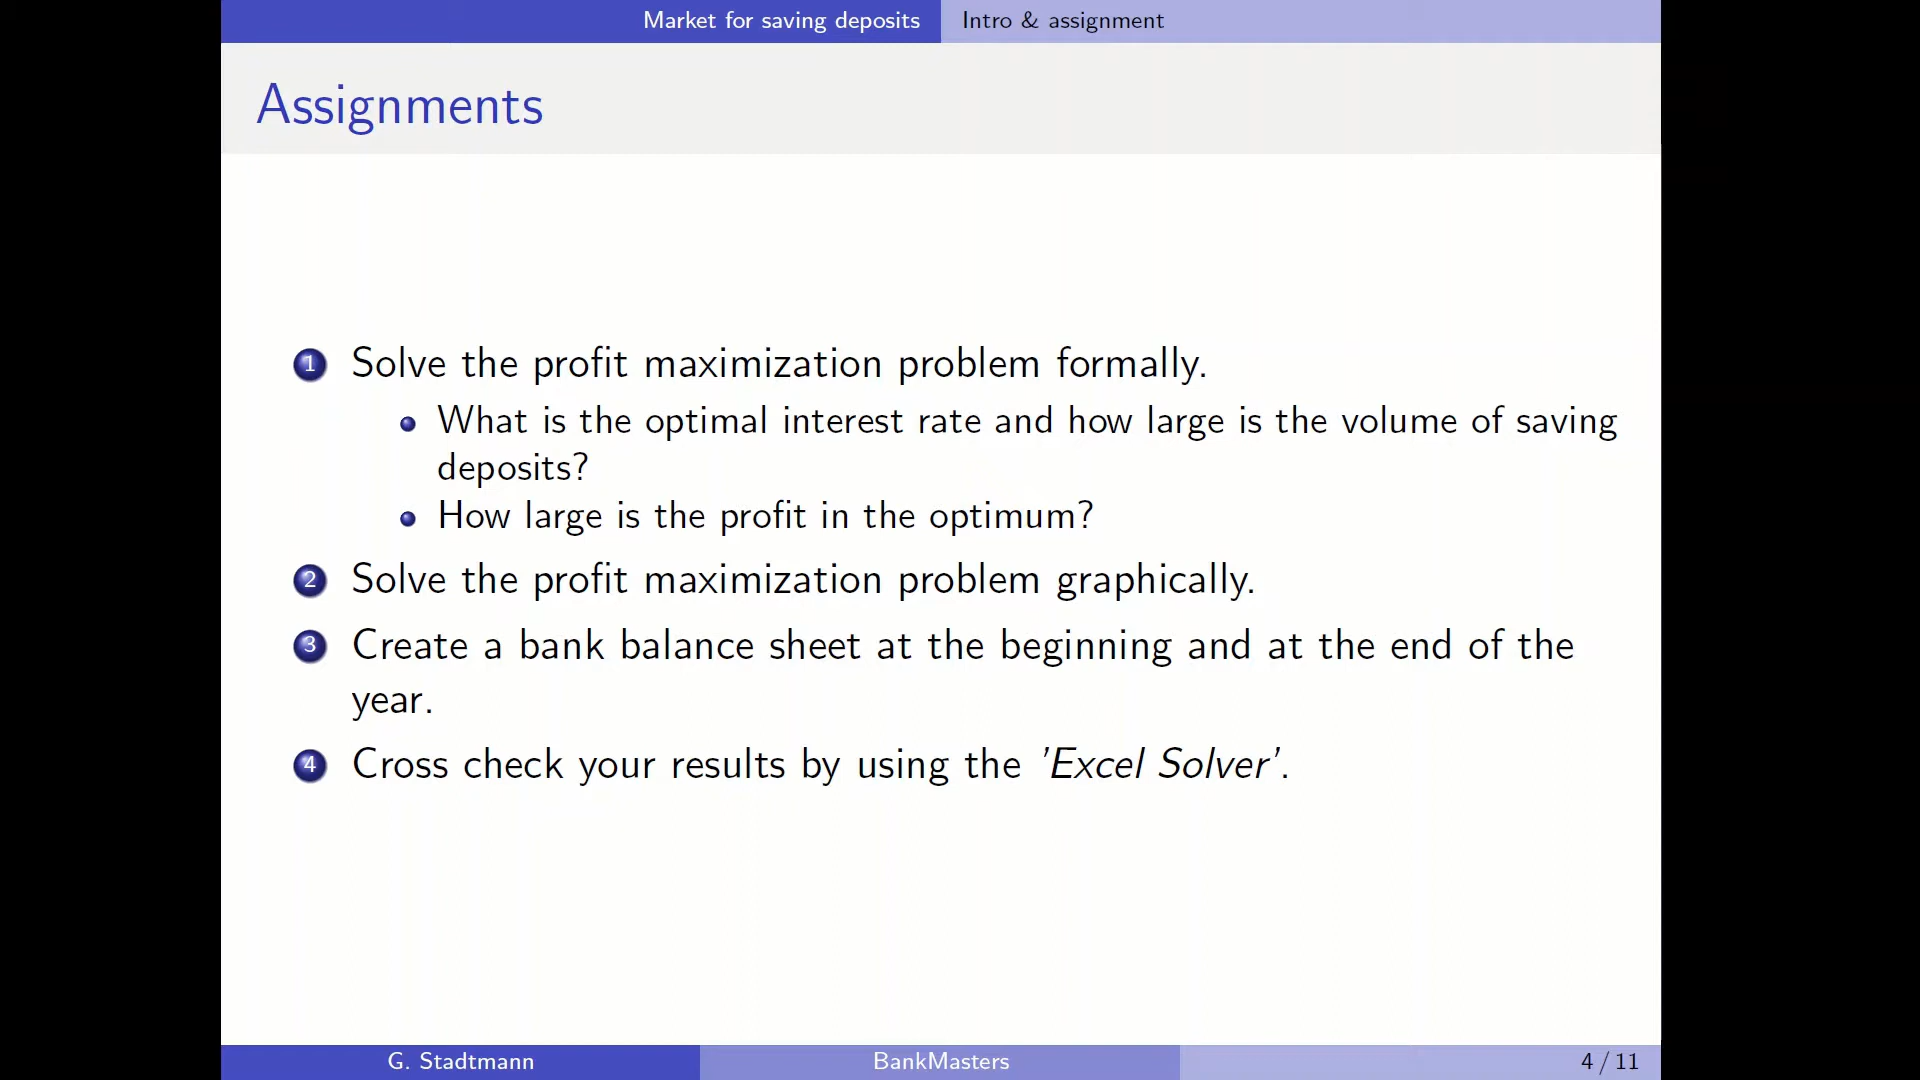 Market for saving deposits Intro & assignment
Assignments
1 Solve the profit maximization problem formally.
What is the optimal interest rate and how large is the volume of saving
deposits?
How large is the profit in the optimum?
2 Solve the profit maximization problem graphically.
3 Create a bank balance sheet at the beginning and at the end of the
year.
4 Cross check your results by using the 'Excel Solver'.
G. Stadtmann BankMasters 4 / 11